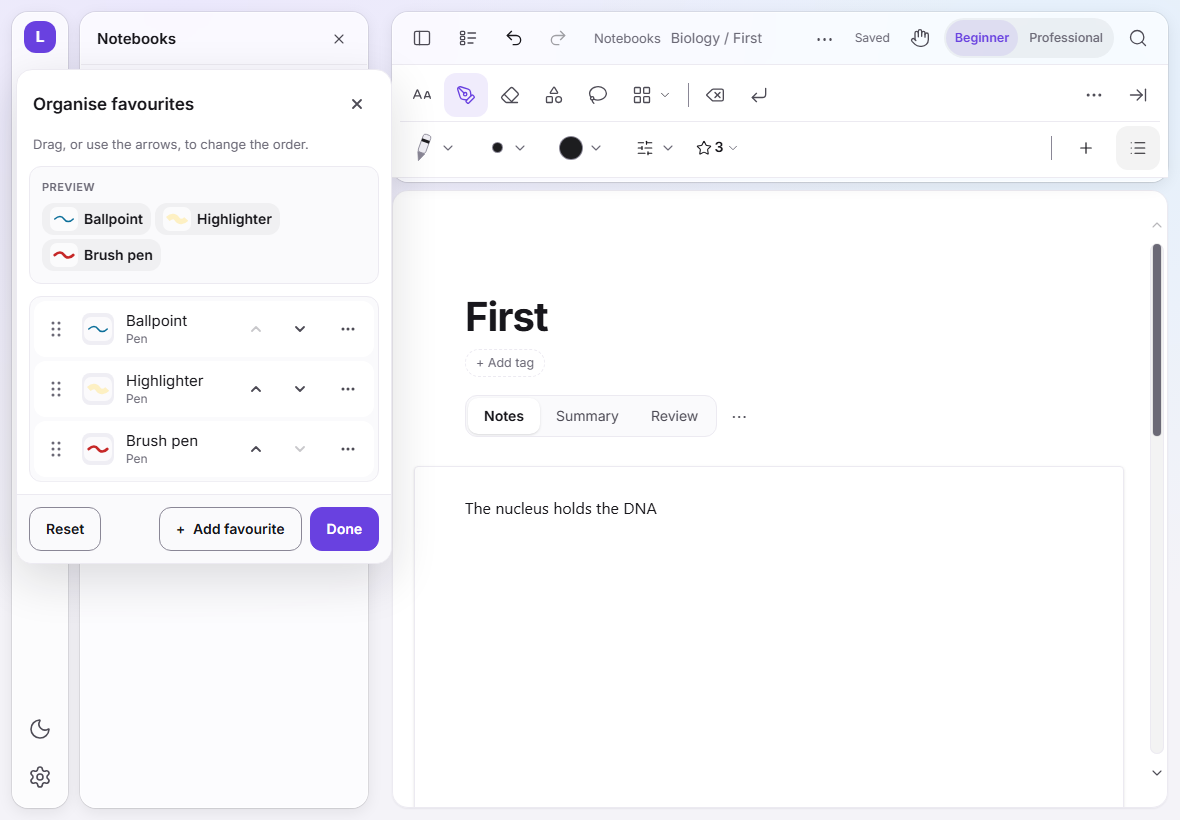 L
Notebooks
Notebooks Biology / First
Saved
Beginner Professional
AA
3
Organise favourites
Drag, or use the arrows, to change the order.
PREVIEW
Ballpoint
Highlighter
Brush pen
Ballpoint
Pen
Highlighter
Pen
Brush pen
Pen
Reset
+ Add favourite
Done
First
+ Add tag
Notes Summary Review
The nucleus holds the DNA